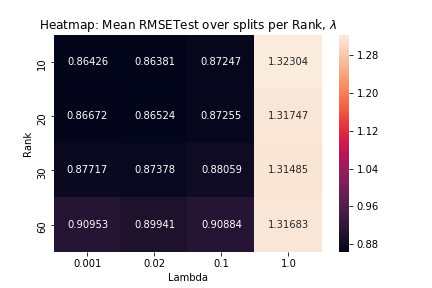 Heatmap: Mean RMSETest over splits per Rank, λ
10 0.86426 0.86381 0.87247 1.32304
20 0.86672 0.86524 0.87255 1.31747
30 0.87717 0.87378 0.88059 1.31485
60 0.90953 0.89941 0.90884 1.31683
Rank
0.001 0.02 0.1 1.0
Lambda
1.28
1.20
1.12
1.04
0.96
0.88